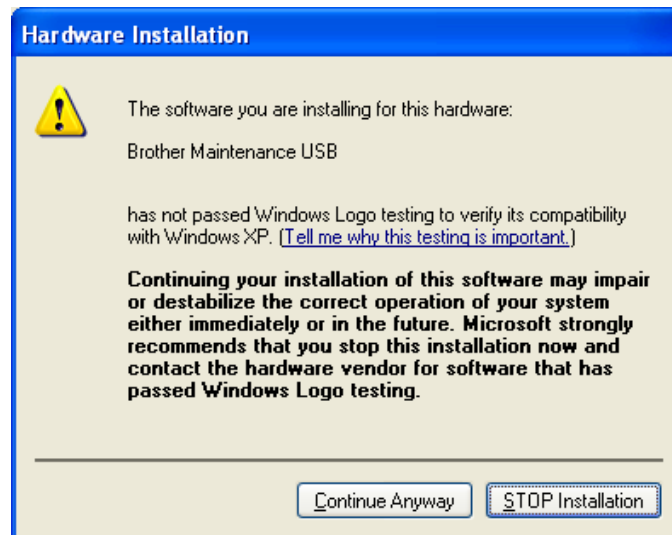 Hardware Installation
The software you are installing for this hardware:
Brother Maintenance USB
has not passed Windows Logo testing to verify its compatibility
with Windows XP. (Tell me why this testing is important.)
Continuing your installation of this software may impair
or destabilize the correct operation of your system
either immediately or in the future. Microsoft strongly
recommends that you stop this installation now and
contact the hardware vendor for software that has
passed Windows Logo testing.
Continue Anyway
STOP Installation